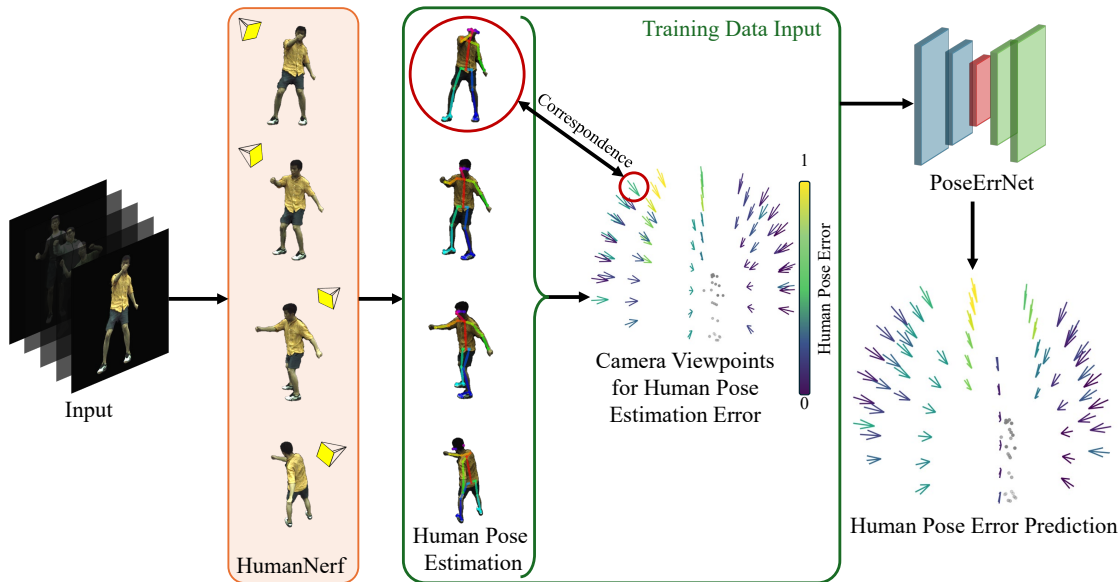 Training Data Input
Correspondence
1
Human Pose Error
0
PoseErrNet
Input
Camera Viewpoints
for Human Pose
Estimation Error
Human Pose
Estimation
HumanNerf
Human Pose Error Prediction